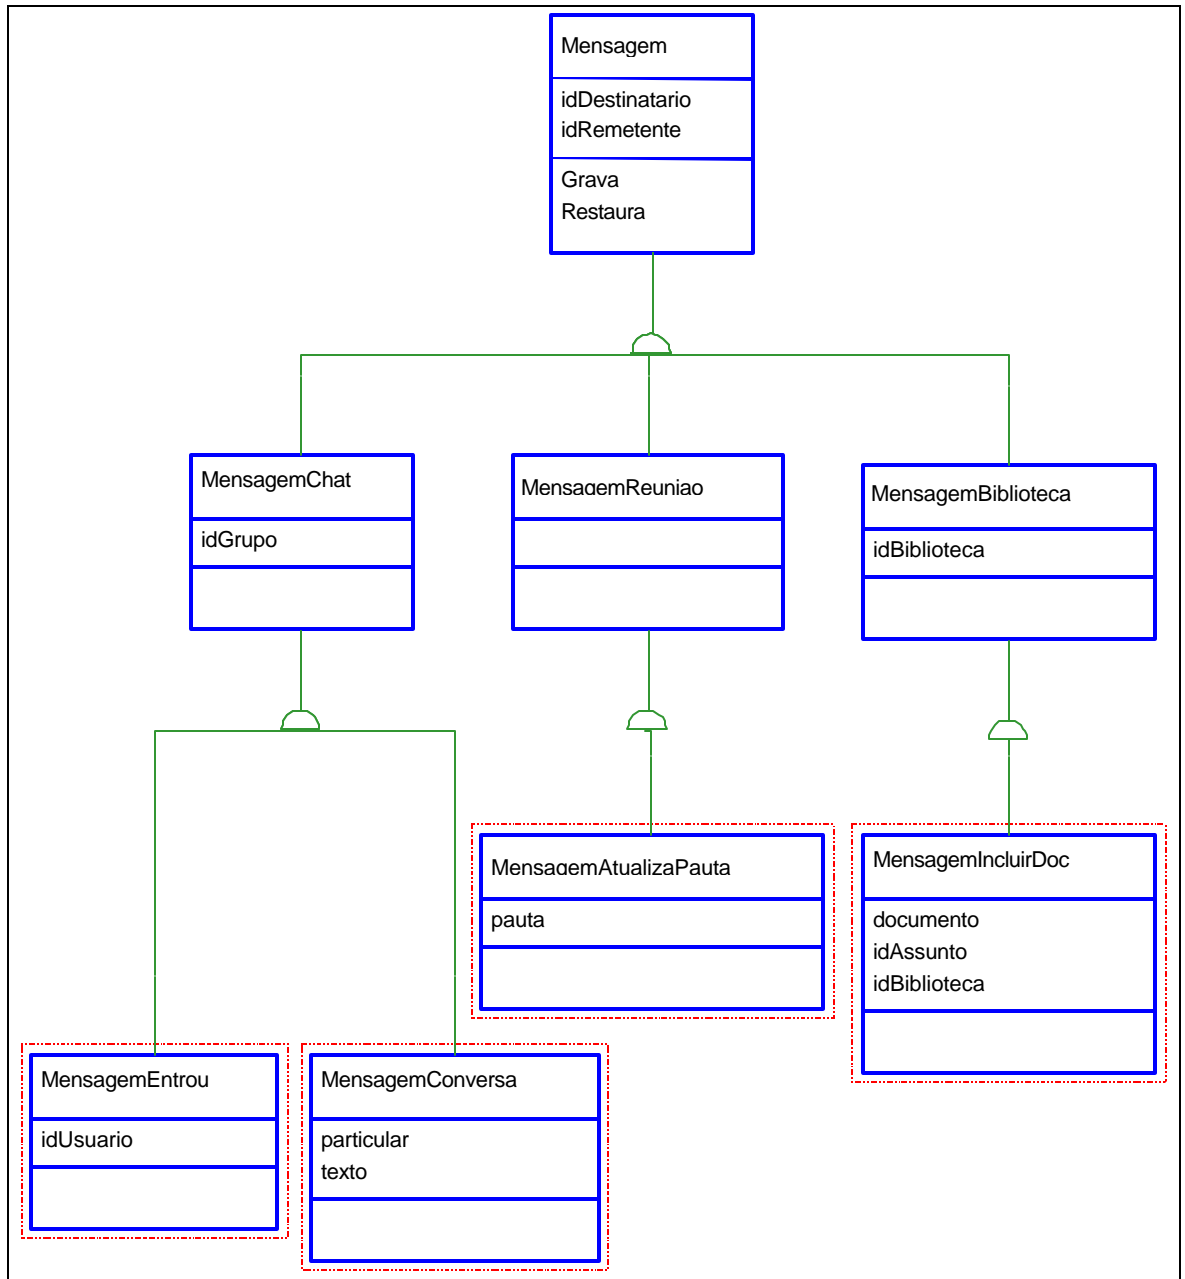 Mensagem
idDestinatario
idRemetente
Grava
Restaura
MensagemChat
idGrupo
MensagemReuniao
MensagemBiblioteca
idBiblioteca
MensagemAtualizaPauta
pauta
MensagemIncluirDoc
documento
idAssunto
idBiblioteca
MensagemEntrou
idUsuario
MensagemConversa
particular
texto